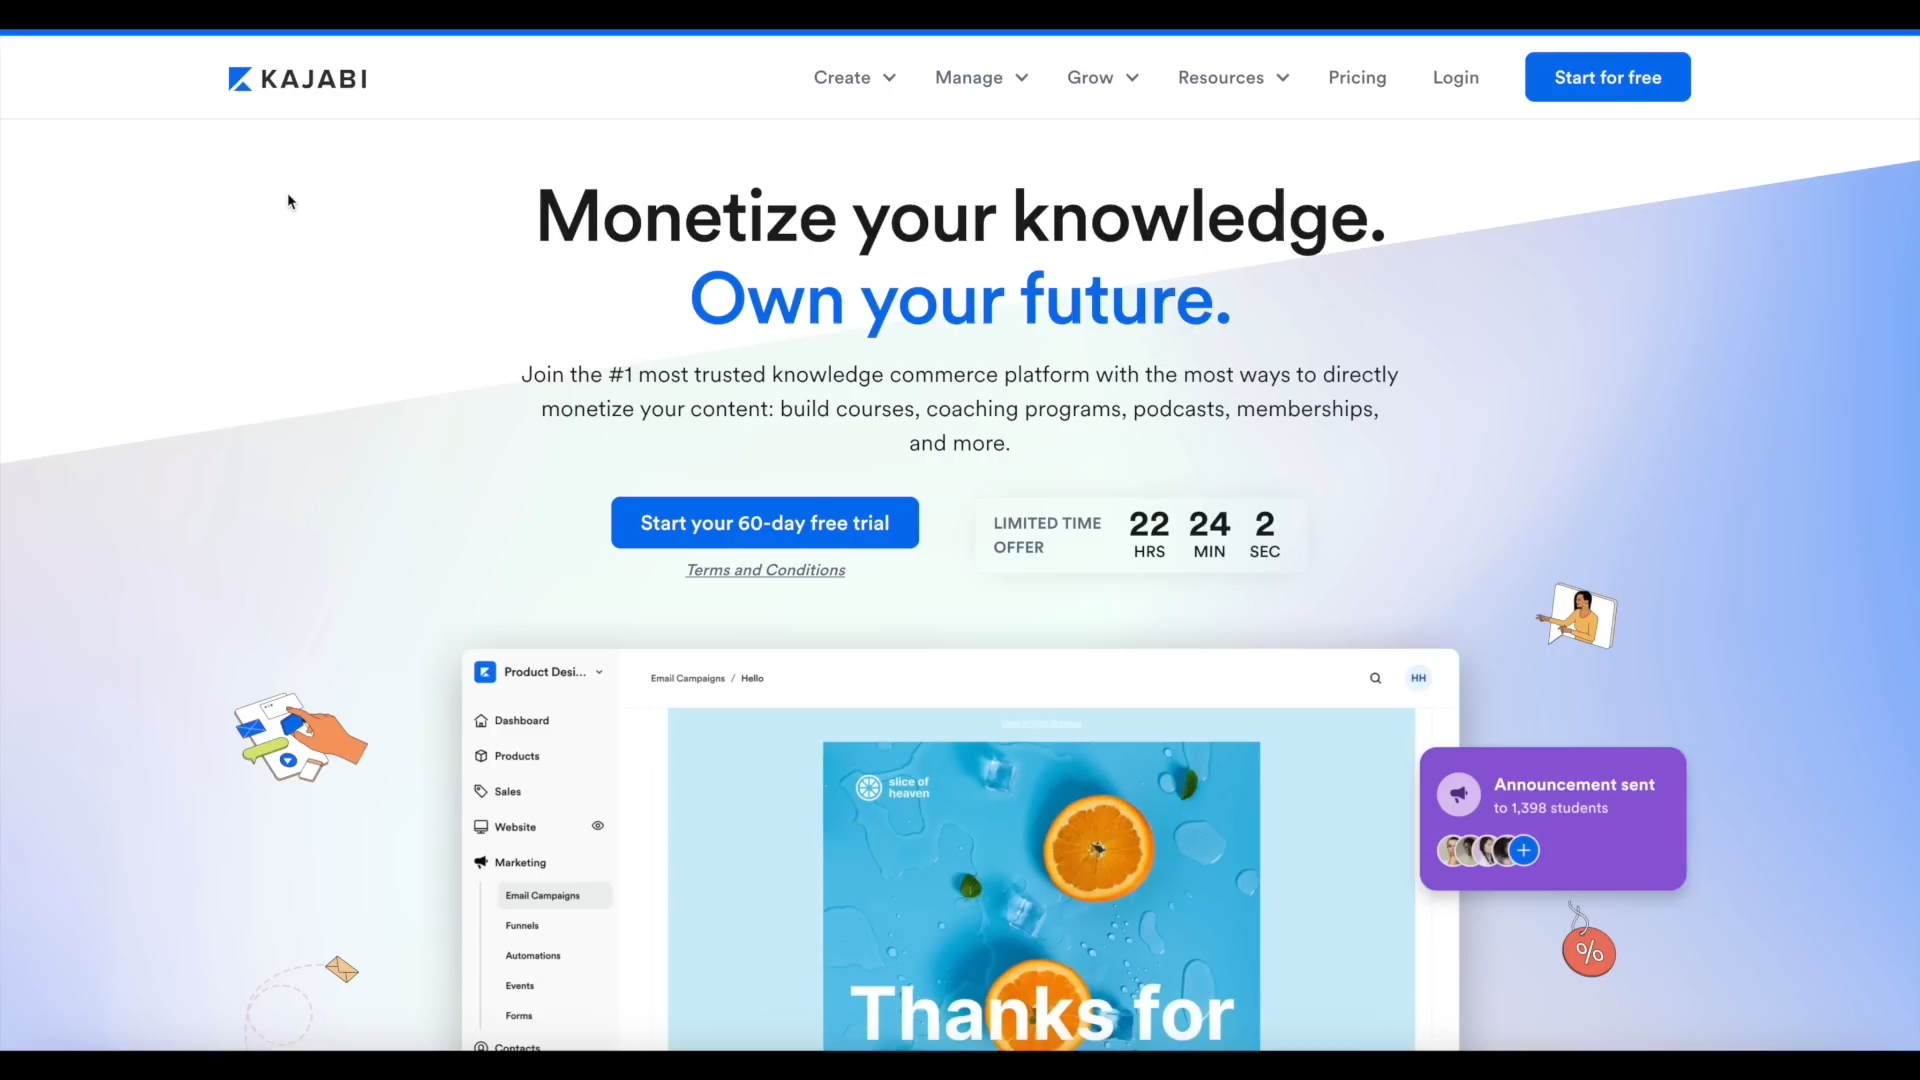 KAJABI
Create
Manage
Grow
Resources
Pricing
Login
Start for free
Monetize your knowledge.
Own your future.
Join the #1 most trusted knowledge commerce platform with the most ways to directly
monetize your content: build courses, coaching programs, podcasts, memberships,
and more.
Start your 60-day free trial
Terms and Conditions
LIMITED TIME
OFFER
22 24 2
HRS MIN SEC
Product Desi...
Email Campaigns / Hello
HH
Dashboard
Products
Sales
Website
Marketing
Email Campaigns
Funnels
Automations
Events
Forms
Contacts
slice of
heaven
Thanks for
Announcement sent
to 1,398 students
%